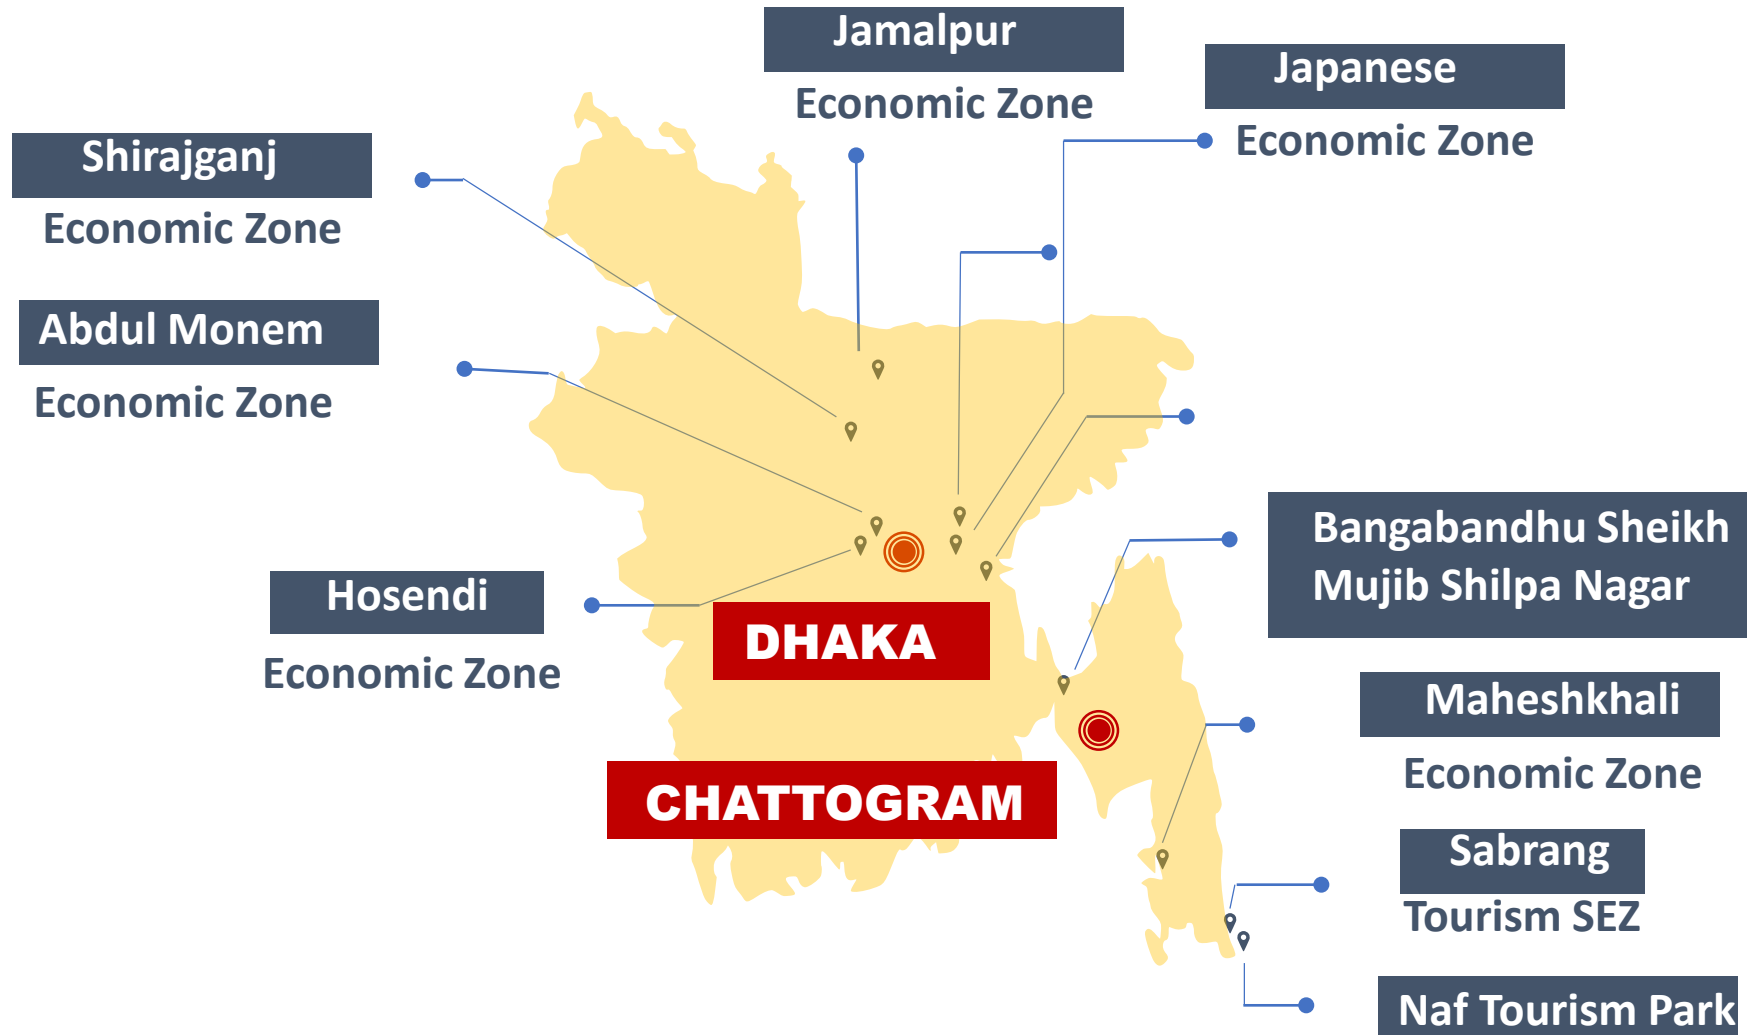 Jamalpur
Economic Zone
Japanese
Economic Zone
Shirajganj
Economic Zone
Abdul Monem
Economic Zone
Bangabandhu Sheikh
Mujib Shilpa Nagar
Hosendi
Economic Zone
DHAKA
Maheshkhali
Economic Zone
CHATTOGRAM
Sabrang
Tourism SEZ
Naf Tourism Park